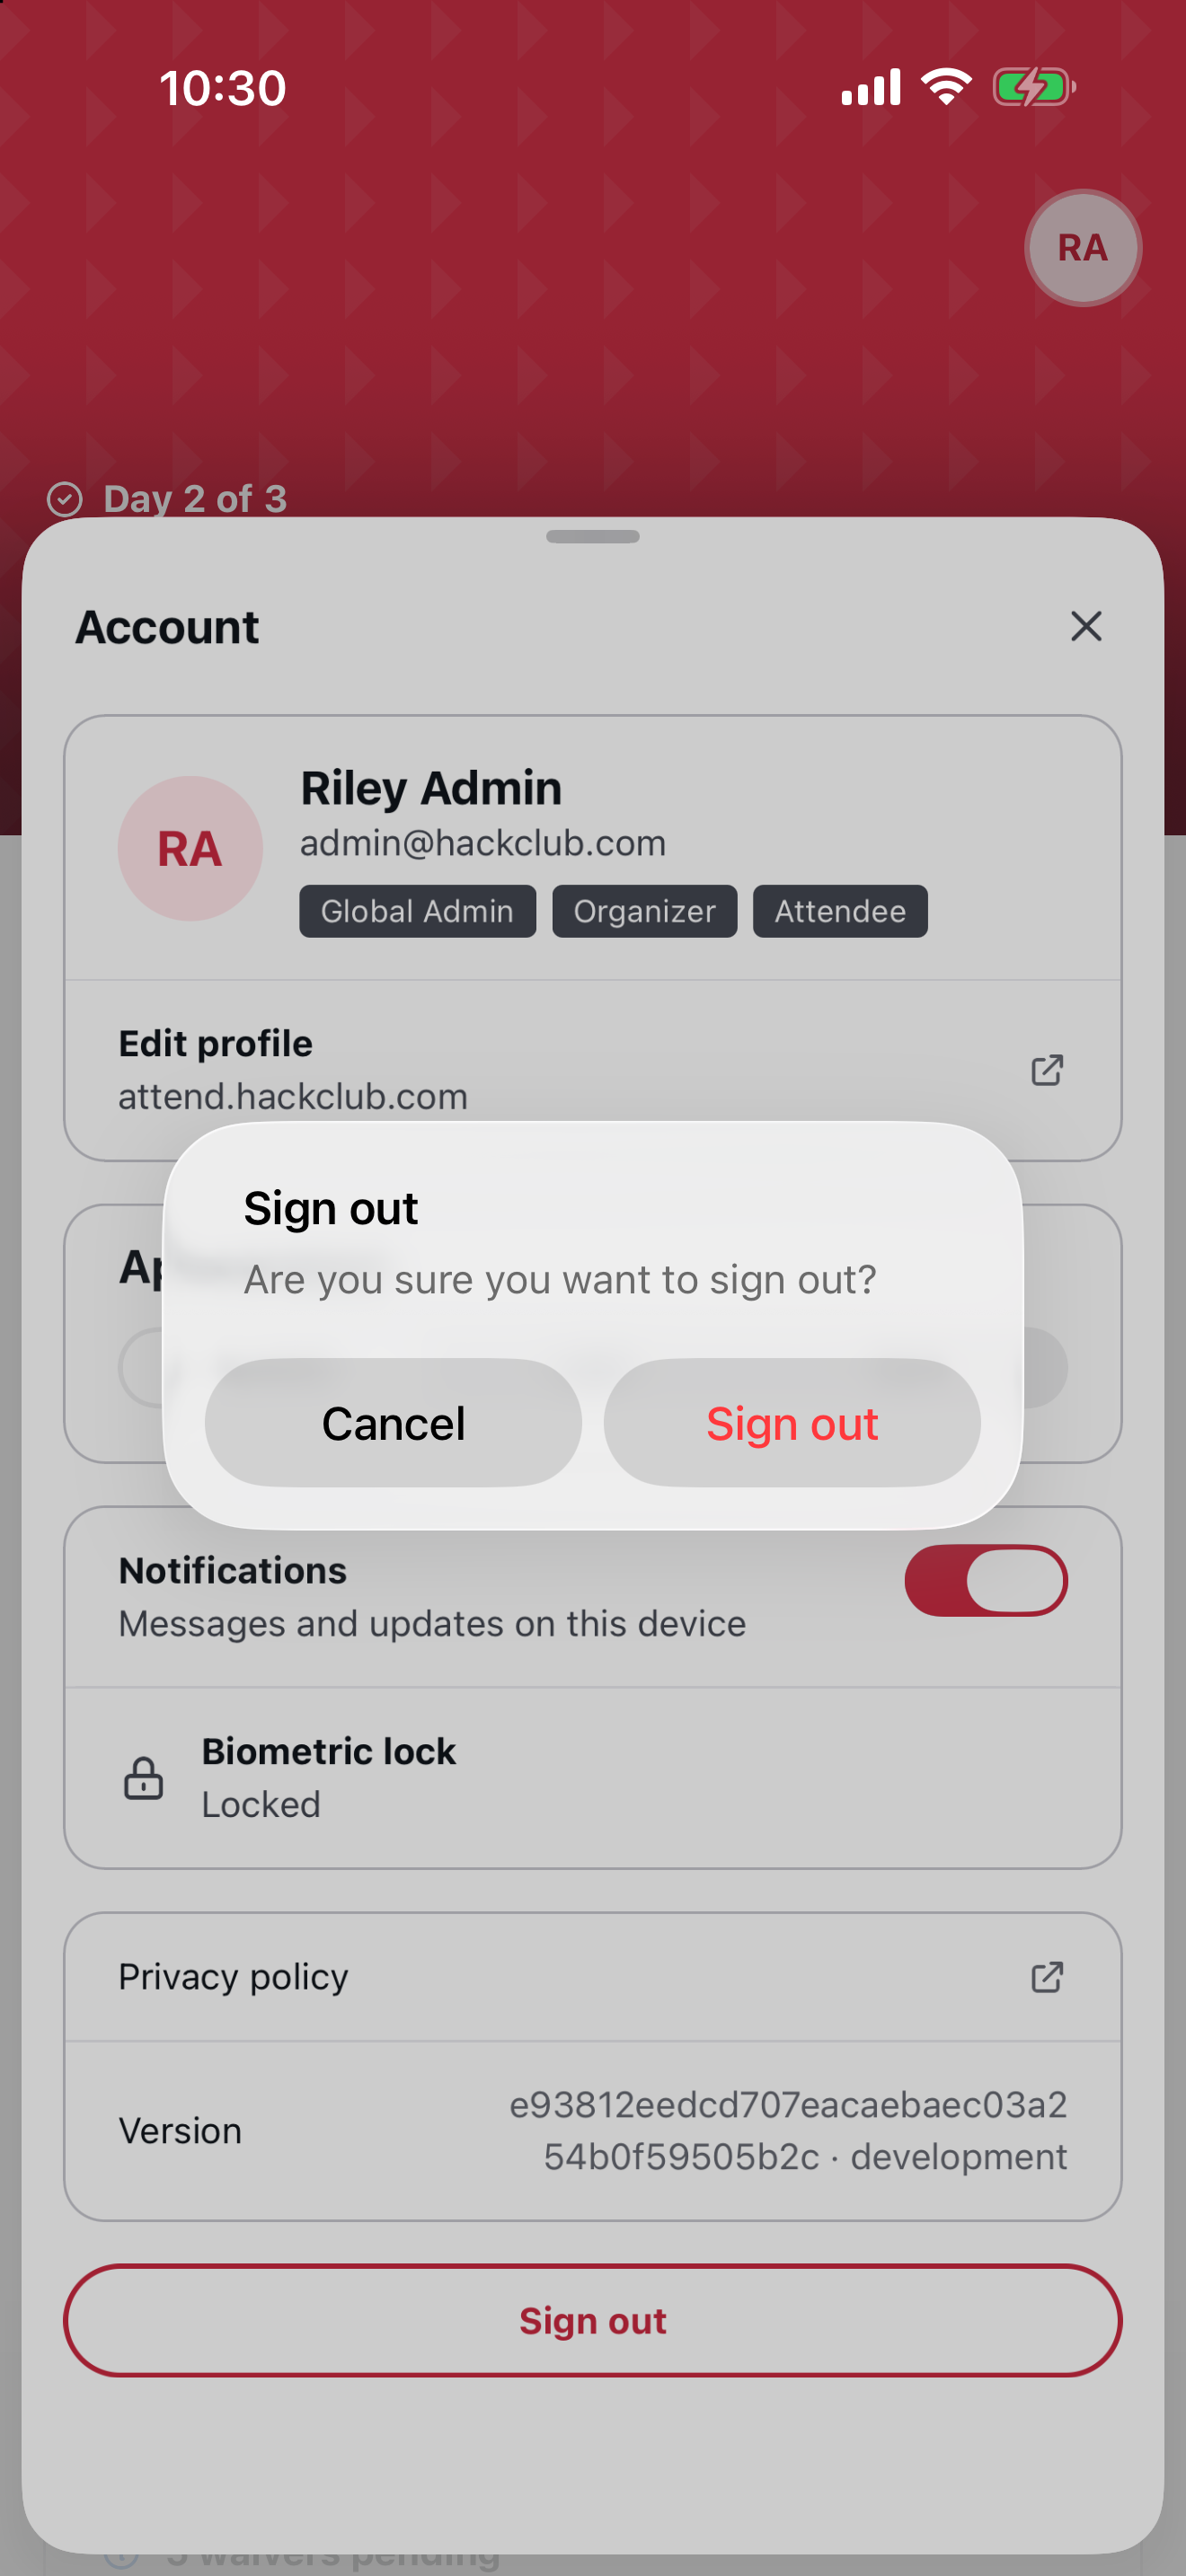 10:30
RA
Day 2 of 3
Account
RA
Riley Admin
admin@hackclub.com
Global Admin
Organizer
Attendee
Edit profile
attend.hackclub.com
Sign out
Are you sure you want to sign out?
Cancel
Sign out
Notifications
Messages and updates on this device
Biometric lock
Locked
Privacy policy
Version
e93812eedcd707eacaebaec03a2
54b0f59505b2c · development
Sign out
waivers pending